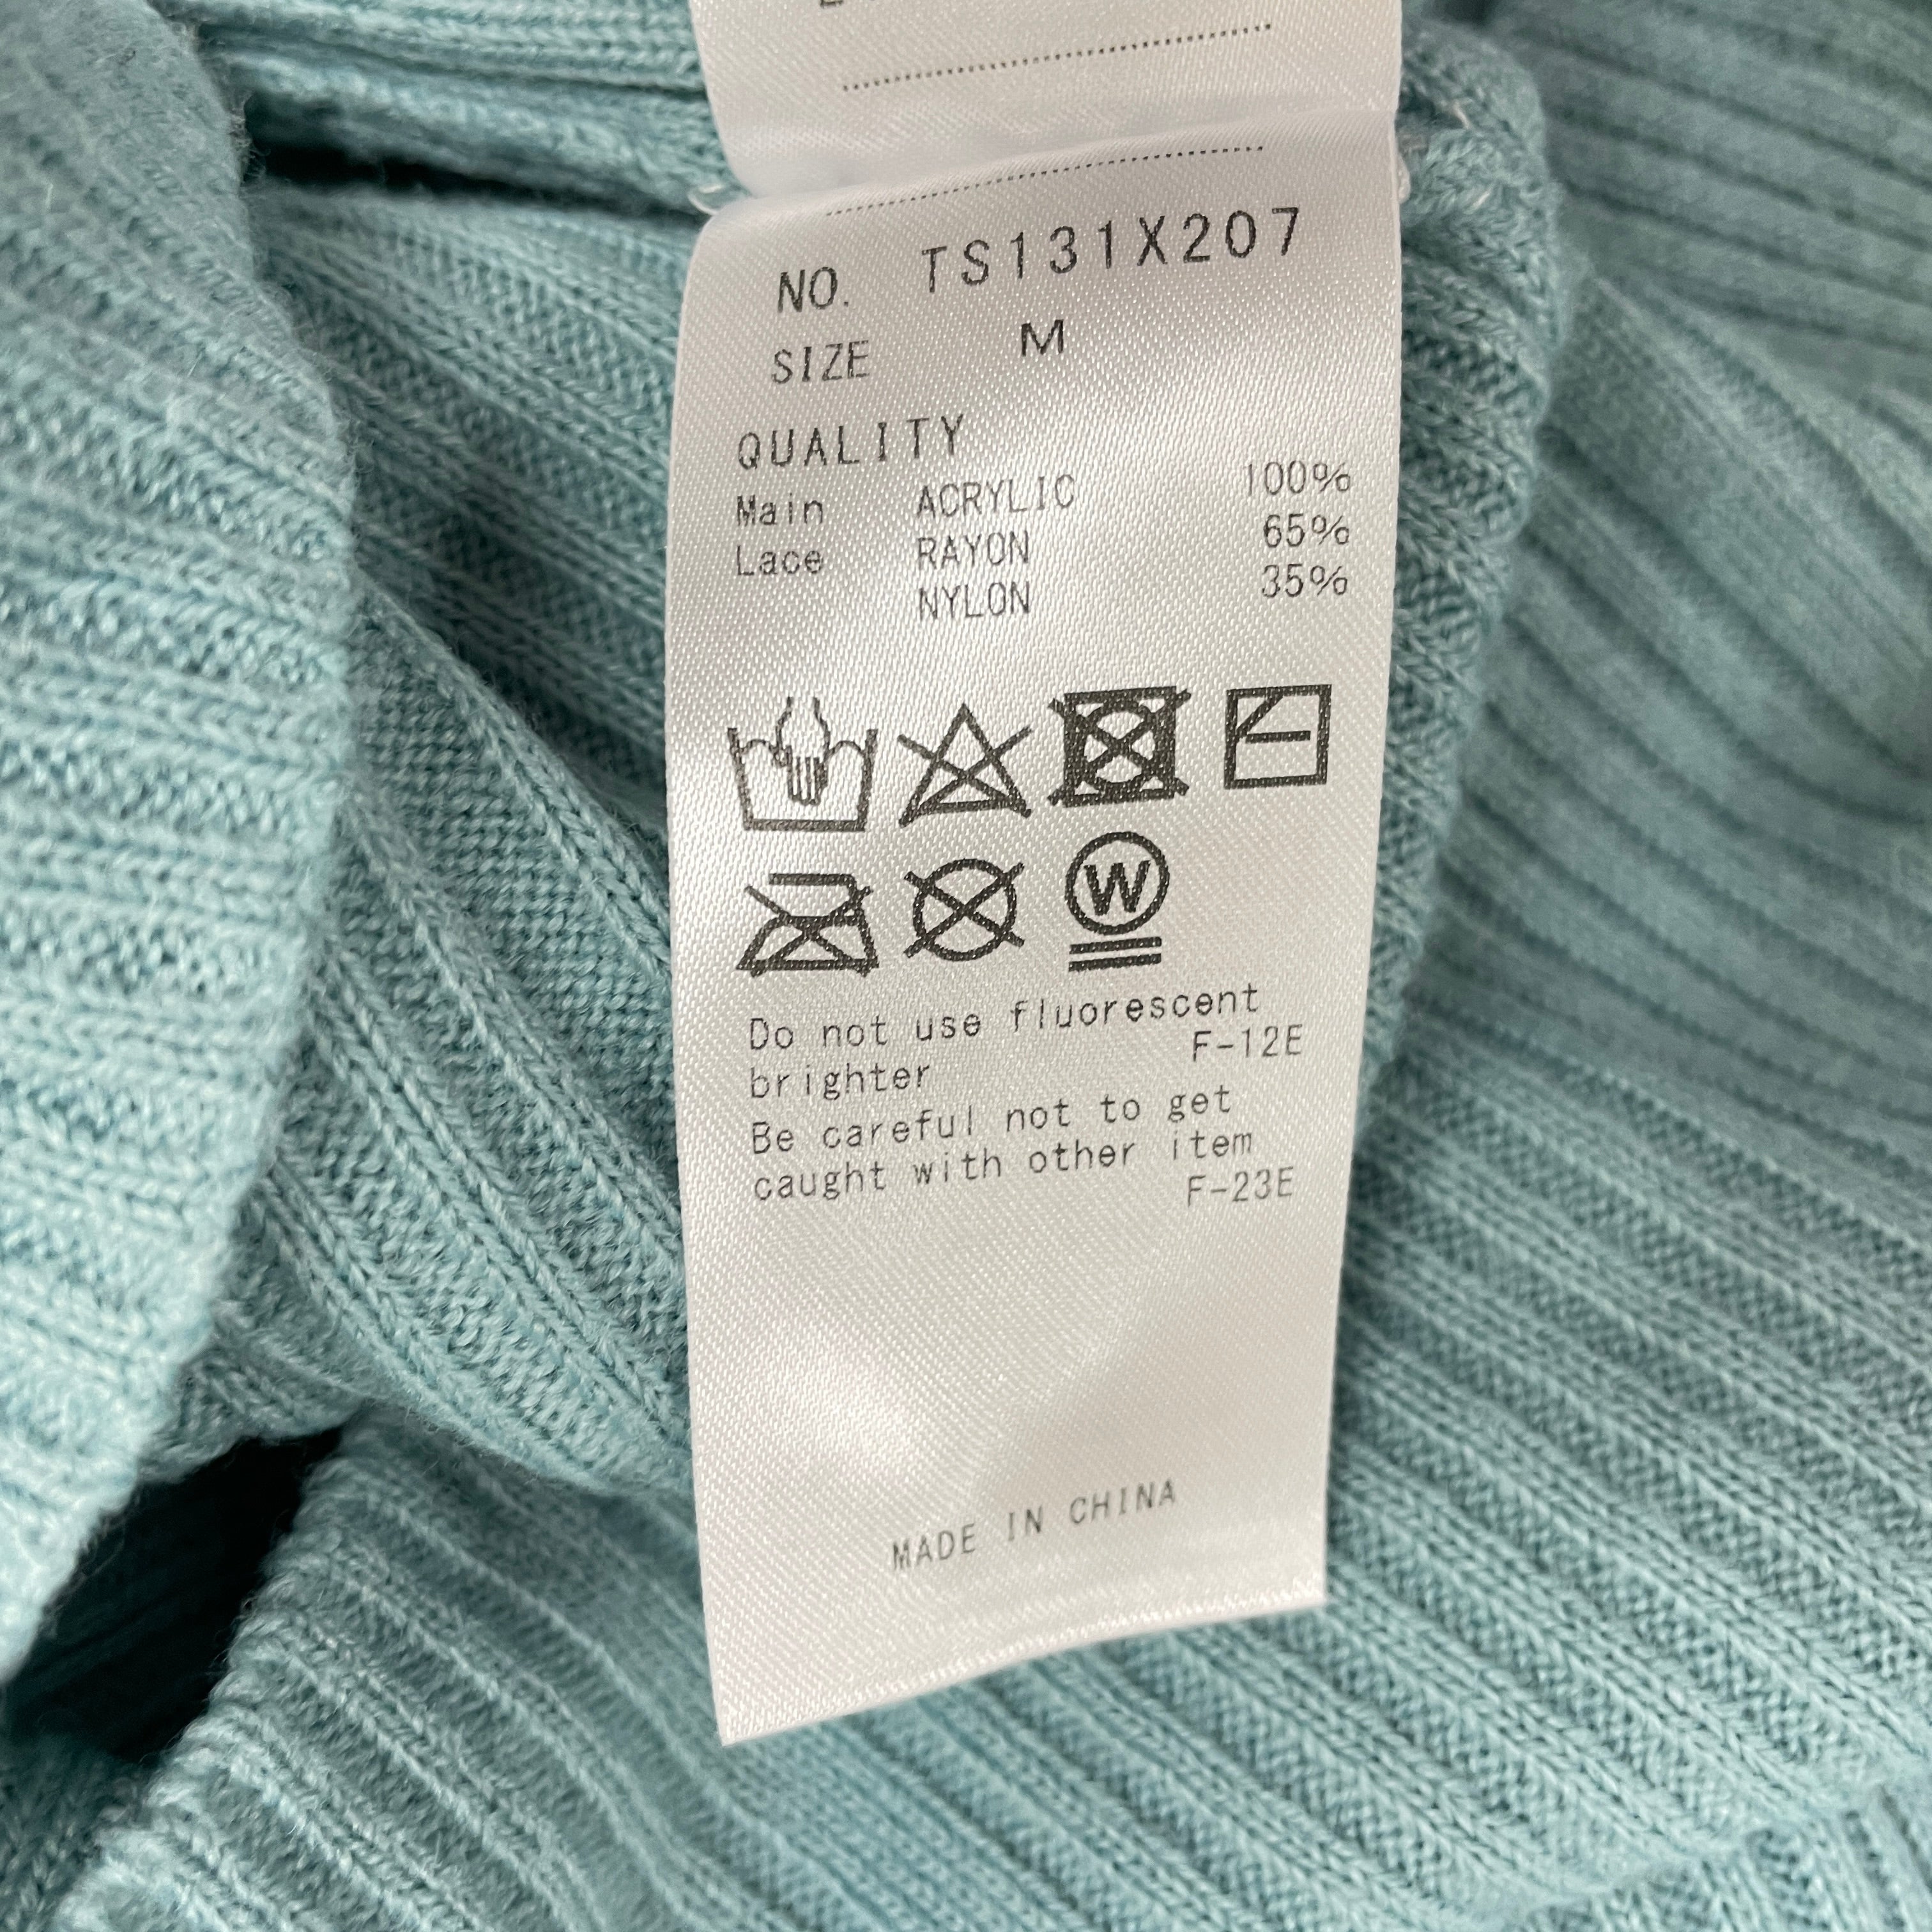 NO. TS131X207
SIZE M
QUALITY
Main ACRYLIC 100%
Lace RAYON 65%
NYLON 35%
W
Do not use fluorescent
brighter F-12E
Be careful not to get
caught with other item
F-23E
MADE IN CHINA